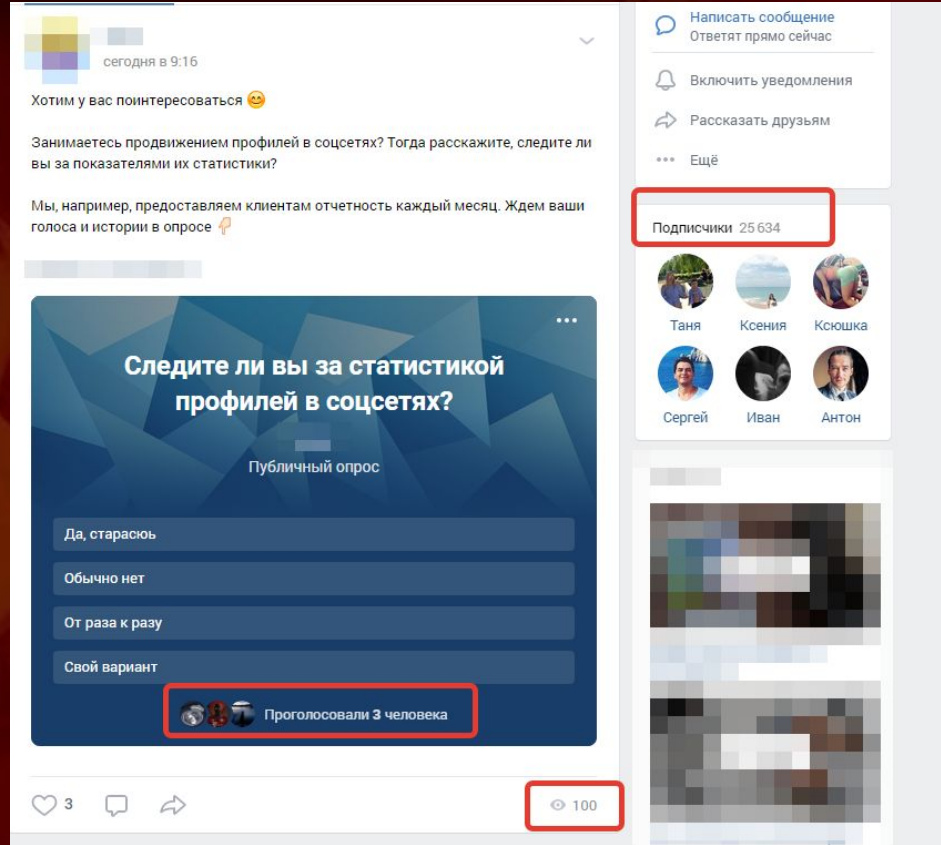 сегодня в 9:16
Хотим у вас поинтересоваться 😊
Занимаетесь продвижением профилей в соцсетях? Тогда расскажите, следите ли
вы за показателями их статистики?
Мы, например, предоставляем клиентам отчетность каждый месяц. Ждем ваши
голоса и истории в опросе 👇🏻
Следите ли вы за статистикой
профилей в соцсетях?
Публичный опрос
Да, старасюь
Обычно нет
От раза к разу
Свой вариант
Проголосовали 3 человека
3
100
Написать сообщение
Ответят прямо сейчас
Включить уведомления
Рассказать друзьям
Ещё
Подписчики 25 634
Таня Ксения Ксюшка
Сергей Иван Антон